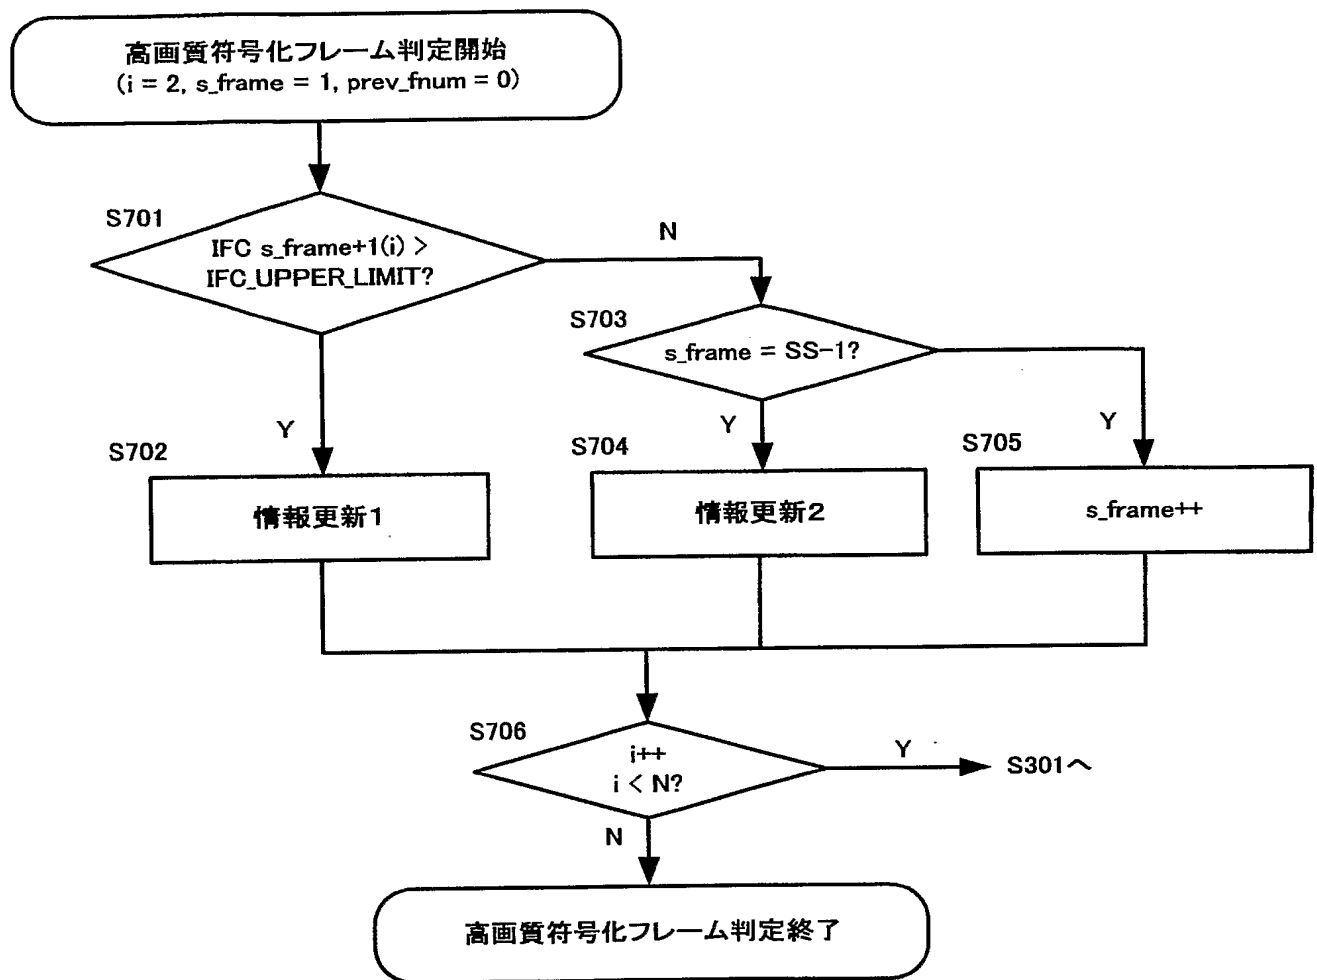 高画質符号化フレーム判定開始
(i = 2, s_frame = 1, prev_fnum = 0)
S701
IFC s_frame+1(i) >
IFC_UPPER_LIMIT?
N
S703
s_frame = SS-1?
Y
Y
Y
S702
S704
S705
情報更新1
情報更新2
s_frame++
S706
i++
i < N?
Y
S301へ
N
高画質符号化フレーム判定終了